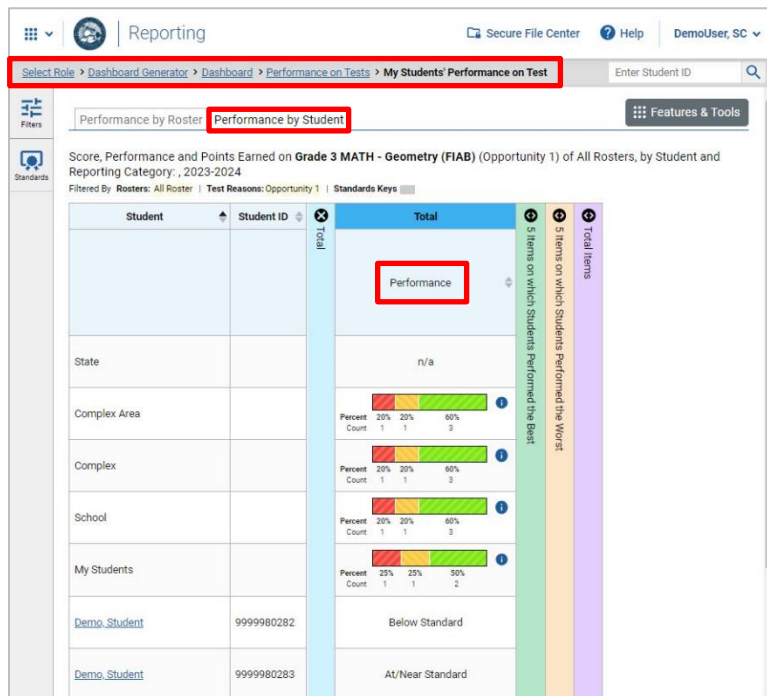 Reporting
Secure File Center
Help
DemoUser, SC
Select Role > Dashboard Generator > Dashboard > Performance on Tests > My Students' Performance on Test
Enter Student ID
Filters
Standards
Performance by Roster
Performance by Student
Features & Tools
Score, Performance and Points Earned on Grade 3 MATH - Geometry (FIAB) (Opportunity 1) of All Rosters, by Student and
Reporting Category: , 2023-2024
Filtered By Rosters: All Roster | Test Reasons: Opportunity 1 | Standards Keys
Student
Student ID
Total
Total
Performance
5 Items on which Students Performed the Best
5 Items on which Students Performed the Worst
Total Items
State
n/a
Complex Area
Percent 20% 20% 60%
Count 1 1 3
Complex
Percent 20% 20% 60%
Count 1 1 3
School
Percent 20% 20% 60%
Count 1 1 3
My Students
Percent 25% 25% 50%
Count 1 1 2
Demo, Student 9999980282 Below Standard
Demo, Student 9999980283 At/Near Standard